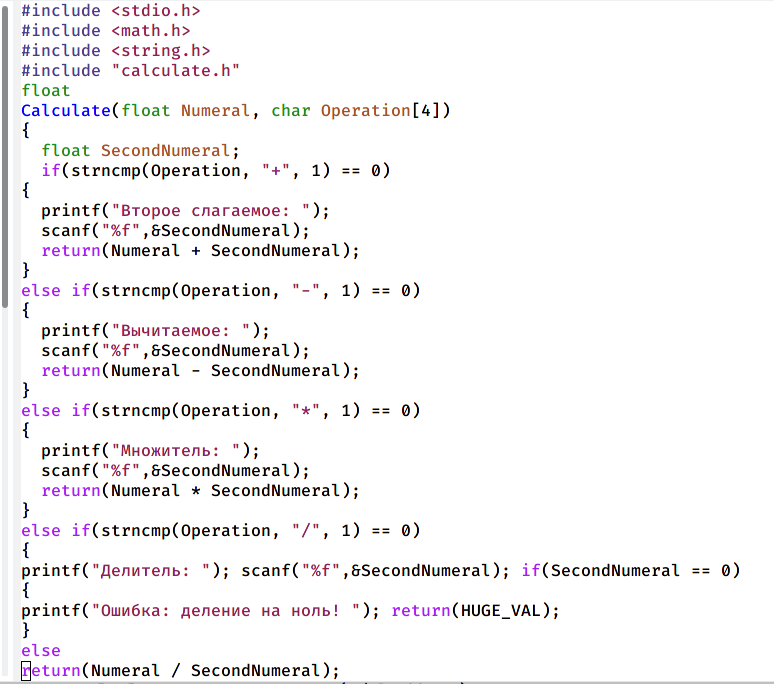 #include <stdio.h>
#include <math.h>
#include <string.h>
#include "calculate.h"
float
Calculate(float Numeral, char Operation[4])
{
  float SecondNumeral;
  if(strncmp(Operation, "+", 1) == 0)
{
  printf("Второе слагаемое: ");
  scanf("%f",&SecondNumeral);
  return(Numeral + SecondNumeral);
}
else if(strncmp(Operation, "-", 1) == 0)
{
  printf("Вычитаемое: ");
  scanf("%f",&SecondNumeral);
  return(Numeral - SecondNumeral);
}
else if(strncmp(Operation, "*", 1) == 0)
{
  printf("Множитель: ");
  scanf("%f",&SecondNumeral);
  return(Numeral * SecondNumeral);
}
else if(strncmp(Operation, "/", 1) == 0)
{
printf("Делитель: "); scanf("%f",&SecondNumeral); if(SecondNumeral == 0)
{
printf("Ошибка: деление на ноль! "); return(HUGE_VAL);
}
else
return(Numeral / SecondNumeral);